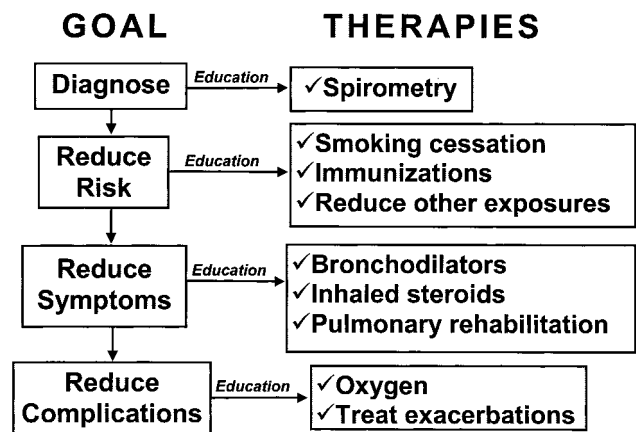 GOAL THERAPIES
Diagnose Education ✓Spirometry
Reduce Risk Education ✓Smoking cessation
✓Immunizations
✓Reduce other exposures
Reduce Symptoms Education ✓Bronchodilators
✓Inhaled steroids
✓Pulmonary rehabilitation
Reduce Complications Education ✓Oxygen
✓Treat exacerbations